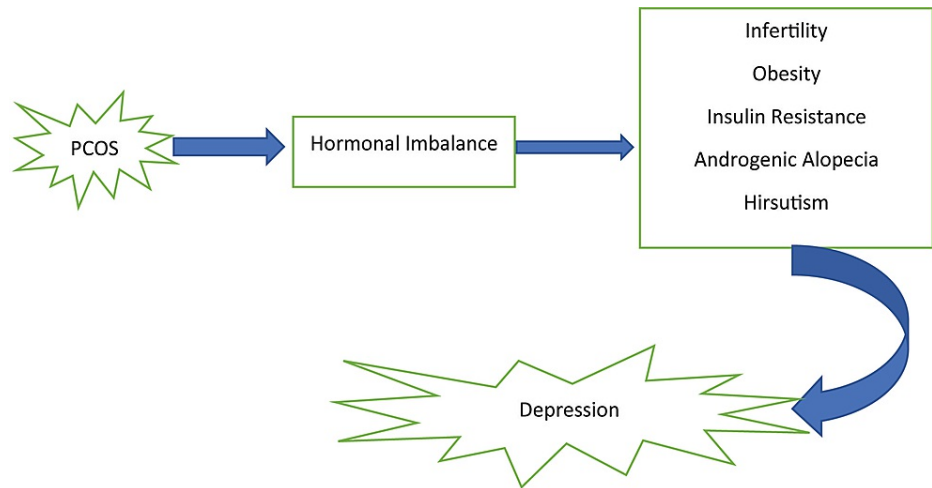 PCOS
Hormonal Imbalance
Infertility
Obesity
Insulin Resistance
Androgenic Alopecia
Hirsutism
Depression